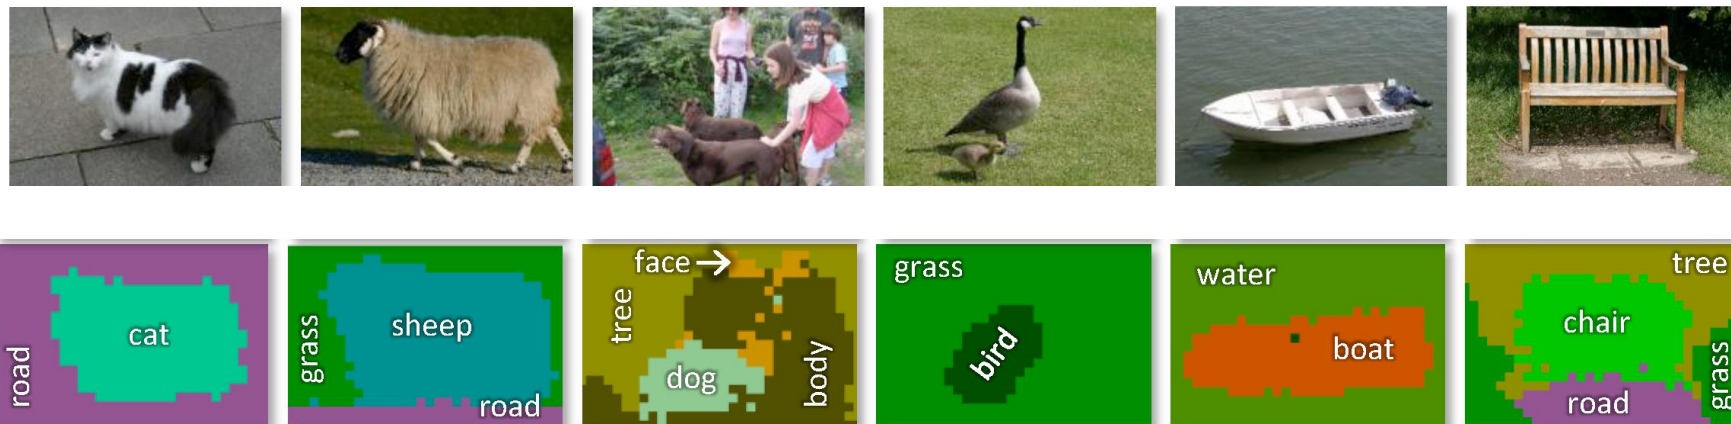 road
cat
grass
sheep
road
face
tree
dog
body
grass
bird
water
boat
tree
chair
grass
road